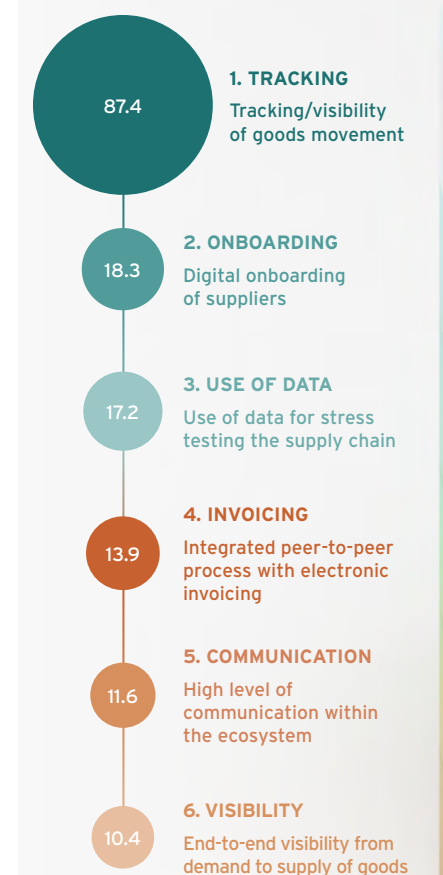 87.4
1. TRACKING
Tracking/visibility
of goods movement
18.3
2. ONBOARDING
Digital onboarding
of suppliers
17.2
3. USE OF DATA
Use of data for stress
testing the supply chain
13.9
4. INVOICING
Integrated peer-to-peer
process with electronic
invoicing
11.6
5. COMMUNICATION
High level of
communication within
the ecosystem
10.4
6. VISIBILITY
End-to-end visibility from
demand to supply of goods